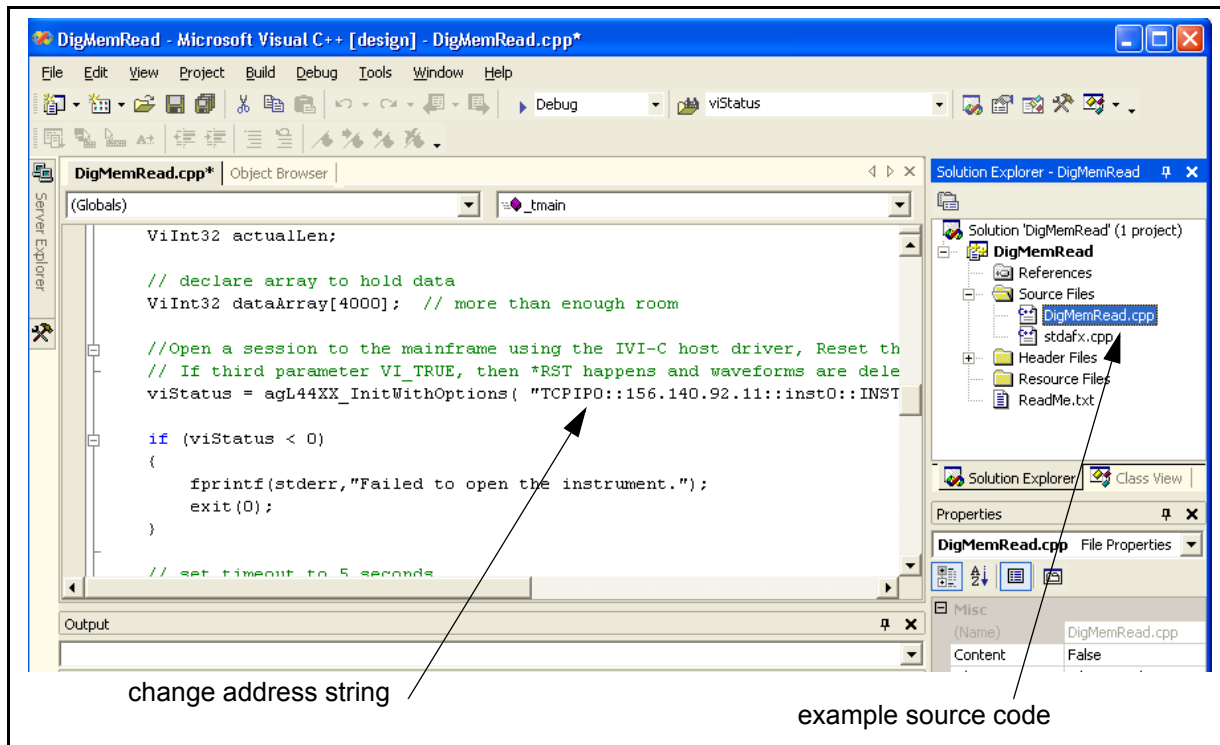 DigMemRead - Microsoft Visual C++ [design] - DigMemRead.cpp*
File Edit View Project Build Debug Tools Window Help
Debug viStatus
Server Explorer
DigMemRead.cpp* Object Browser
(Globals) _tmain
ViInt32 actualLen;
// declare array to hold data
ViInt32 dataArray[4000]; // more than enough room
//Open a session to the mainframe using the IVI-C host driver, Reset th
// If third parameter VI_TRUE, then *RST happens and waveforms are dele
viStatus = agL44XX_InitWithOptions( "TCPIP0::156.140.92.11::inst0::INST
if (viStatus < 0)
{
fprintf(stderr,"Failed to open the instrument.");
exit(0);
}
// set timeout to 5 seconds
Output
Solution Explorer - DigMemRead
Solution 'DigMemRead' (1 project)
DigMemRead
References
Source Files
DigMemRead.cpp
stdafx.cpp
Header Files
Resource Files
ReadMe.txt
Solution Explorer Class View
Properties
DigMemRead.cpp File Properties
Misc
(Name) DigMemRead.cpp
Content False
change address string
example source code